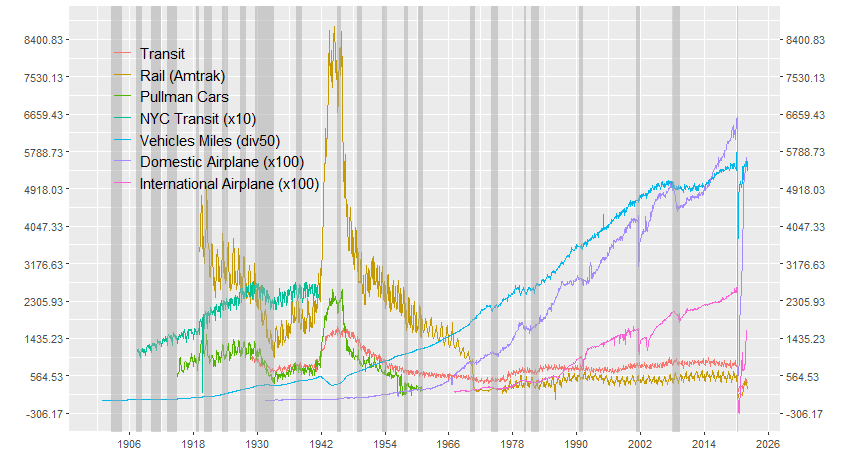 Transit
Rail (Amtrak)
Pullman Cars
NYC Transit (x10)
Vehicles Miles (div50)
Domestic Airplane (x100)
International Airplane (x100)
8400.83 8400.83
7530.13 7530.13
6659.43 6659.43
5788.73 5788.73
4918.03 4918.03
4047.33 4047.33
3176.63 3176.63
2305.93 2305.93
1435.23 1435.23
564.53 564.53
-306.17 -306.17
1906 1918 1930 1942 1954 1966 1978 1990 2002 2014 2026